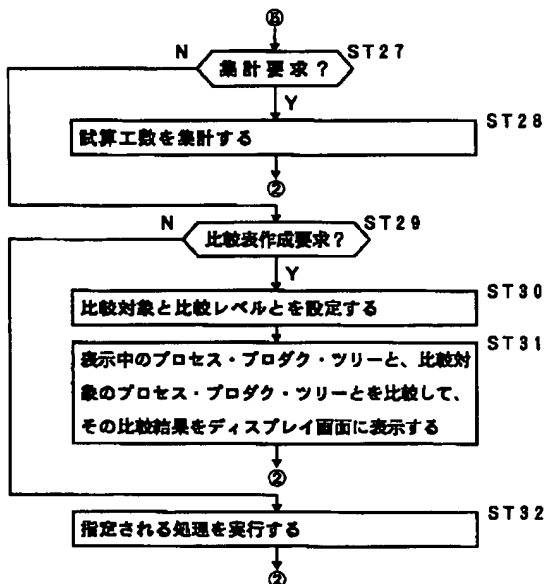 ⑤
N
ST27
集計要求？
Y
ST28
試算工数を集計する
②
N
ST29
比較表作成要求？
Y
ST30
比較対象と比較レベルとを設定する
ST31
表示中のプロセス・プロダク・ツリーと、比較対
象のプロセス・プロダク・ツリーとを比較して、
その比較結果をディスプレイ画面に表示する
②
ST32
指定される処理を実行する
②